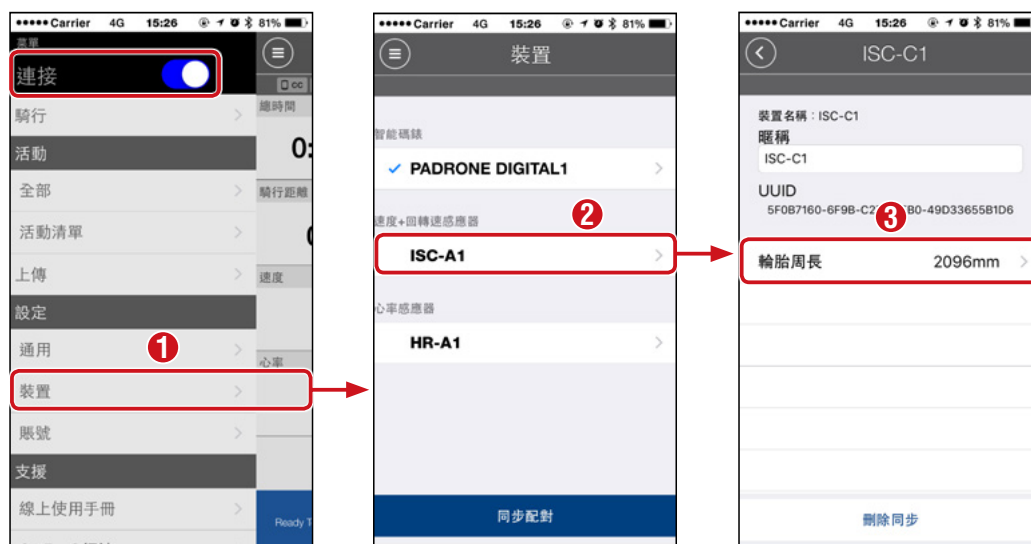 Carrier 4G 15:26 81%
菜單
連接
騎行
活動
全部
活動清單
上傳
設定
通用
1
裝置
賬號
支援
線上使用手冊
CC
總時間
0:
騎行距離
速度
心率
Ready T
Carrier 4G 15:26 81%
裝置
智能碼錶
PADRONE DIGITAL1
速度+回轉速感應器
2
ISC-A1
心率感應器
HR-A1
同步配對
Carrier 4G 15:26 81%
ISC-C1
裝置名稱：ISC-C1
暱稱
ISC-C1
UUID
5F0B7160-6F9B-C2 B0-49D33655B1D6
3
輪胎周長 2096mm
刪除同步